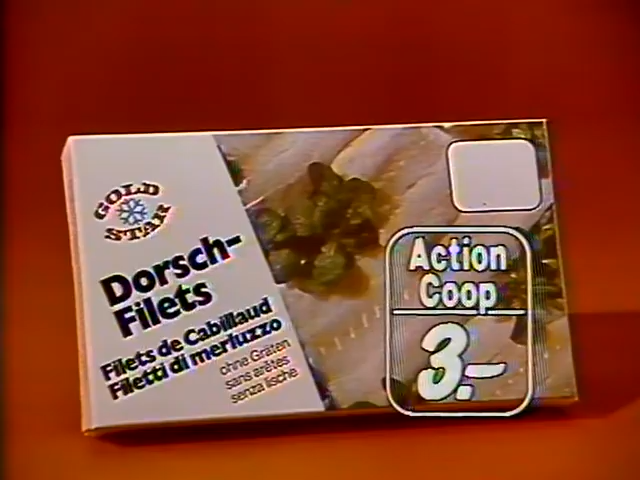 GOLD
STAR
Dorsch-
Filets
Filets de Cabillaud
Filetti di merluzzo
ohne Gräten
sans arêtes
senza lische
Action
Coop
3.-